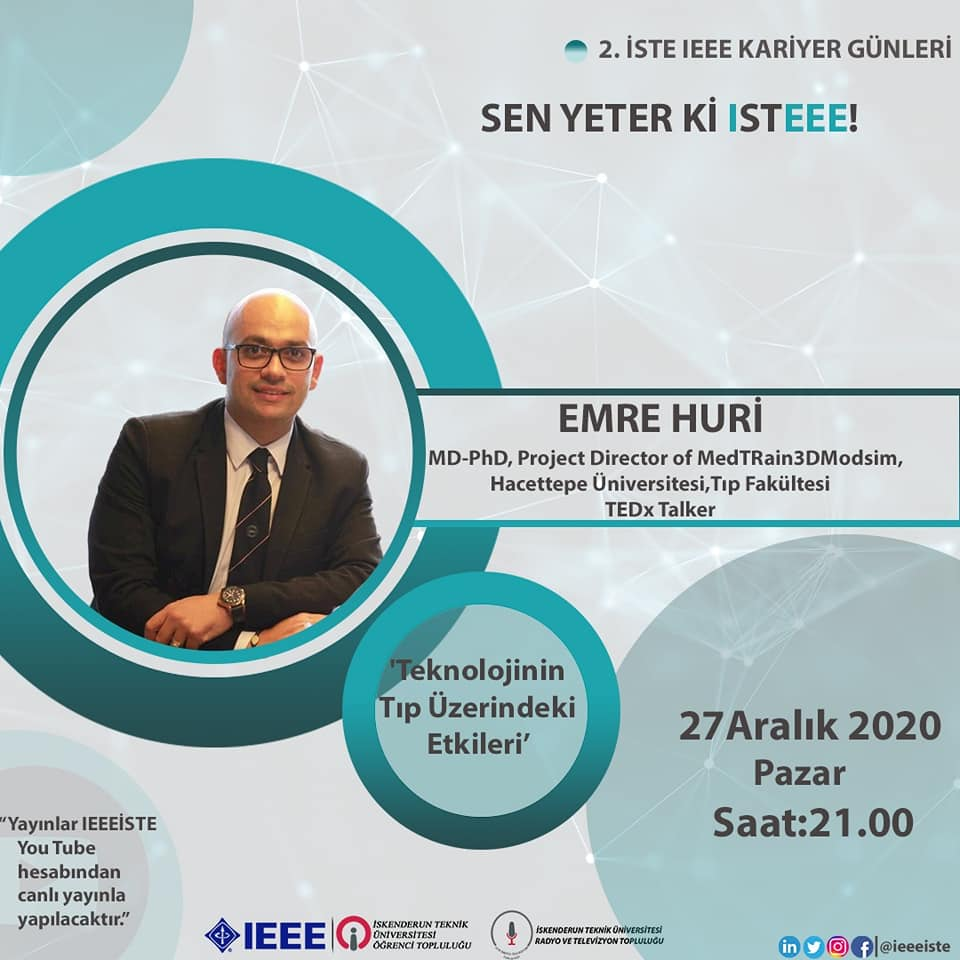 2. İSTE IEEE KARİYER GÜNLERİ
SEN YETER Kİ ISTEEE!
EMRE HURİ
MD-PhD, Project Director of MedTRain3DModsim,
Hacettepe Üniversitesi,Tıp Fakültesi
TEDx Talker
'Teknolojinin
Tıp Üzerindeki
Etkileri’
27Aralık 2020
Pazar
Saat:21.00
“Yayınlar IEEEİSTE
You Tube
hesabından
canlı yayınla
yapılacaktır.”
IEEE
İSKENDERUN TEKNİK
ÜNİVERSİTESİ
ÖĞRENCİ TOPLULUĞU
İSKENDERUN TEKNİK ÜNİVERSİTESİ
RADYO VE TELEVİZYON TOPLULUĞU
@ieeeiste